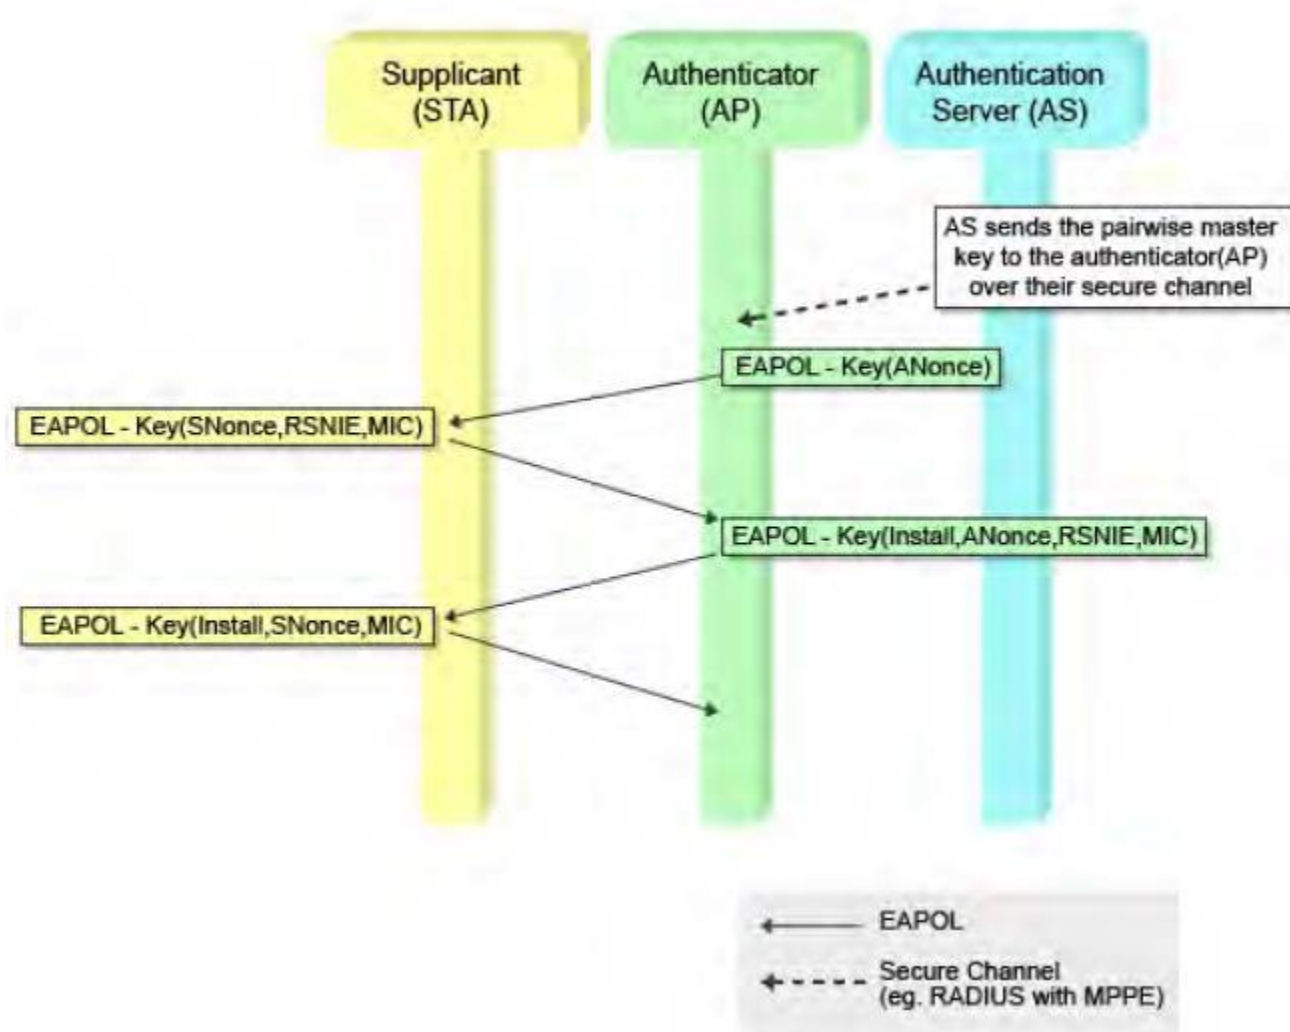 Supplicant
(STA)
Authenticator
(AP)
Authentication
Server (AS)
AS sends the pairwise master
key to the authenticator(AP)
over their secure channel
EAPOL - Key(ANonce)
EAPOL - Key(SNonce,RSNIE,MIC)
EAPOL - Key(Install,ANonce,RSNIE,MIC)
EAPOL - Key(Install,SNonce,MIC)
EAPOL
Secure Channel
(eg. RADIUS with MPPE)